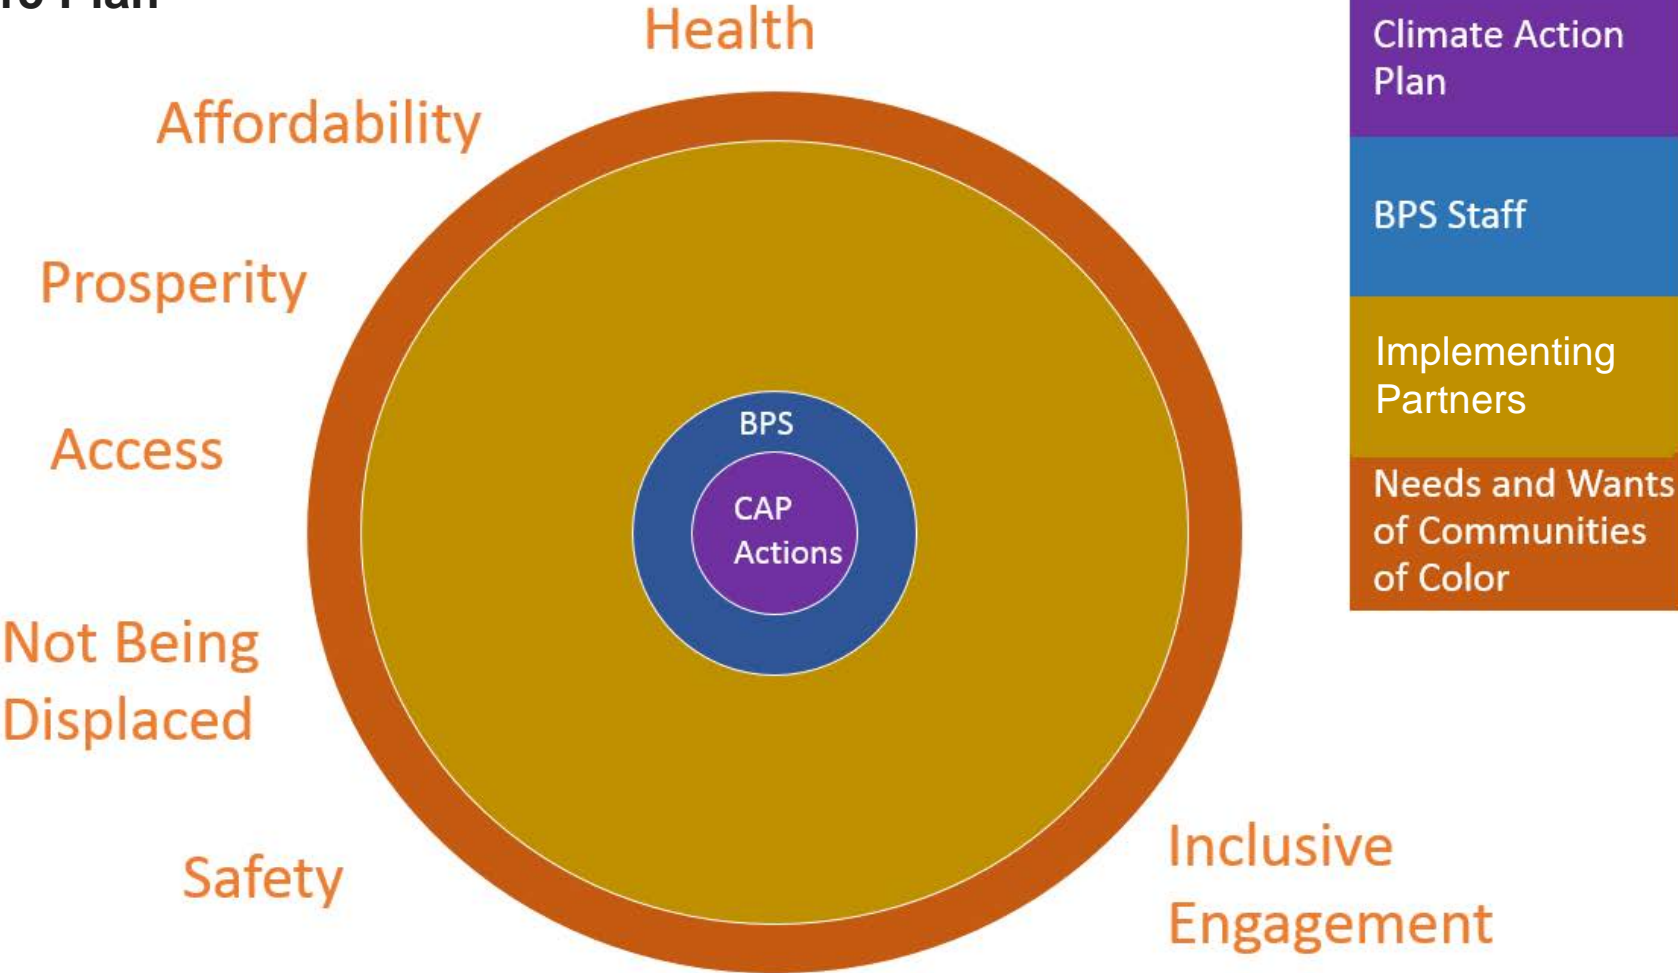 Plan
Health
Affordability
Prosperity
Access
Not Being
Displaced
Safety
Inclusive
Engagement
BPS
CAP
Actions
Climate Action
Plan
BPS Staff
Implementing
Partners
Needs and Wants
of Communities
of Color